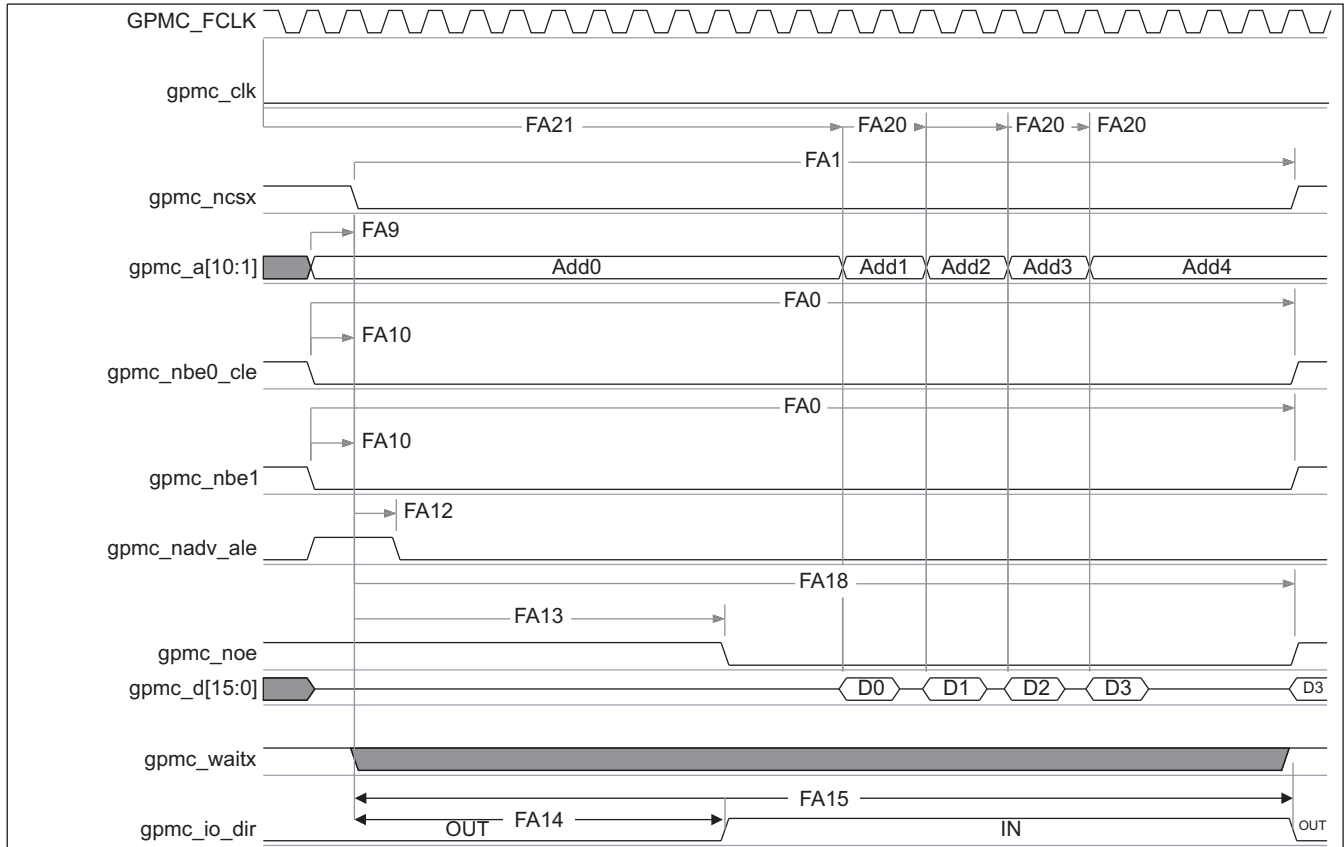 GPMC_FCLK
gpmc_clk
FA21 FA20 FA20 FA20
FA1
gpmc_ncsx
FA9
gpmc_a[10:1] Add0 Add1 Add2 Add3 Add4
FA0
FA10
gpmc_nbe0_cle
FA0
FA10
gpmc_nbe1
FA12
gpmc_nadv_ale
FA18
FA13
gpmc_noe
gpmc_d[15:0] D0 D1 D2 D3 D3
gpmc_waitx
FA15
FA14
gpmc_io_dir OUT IN OUT